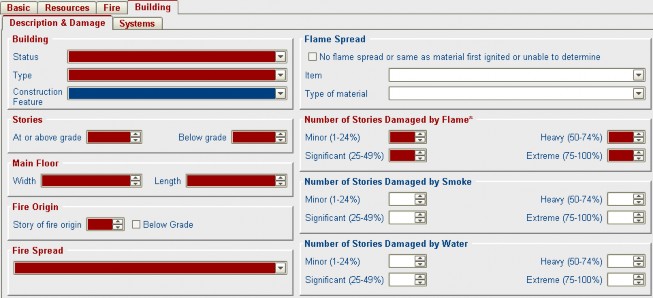 Basic Resources Fire Building
Description & Damage Systems
Building
Status
Type
Construction
Feature
Stories
At or above grade Below grade
Main Floor
Width Length
Fire Origin
Story of fire origin Below Grade
Fire Spread
Flame Spread
No flame spread or same as material first ignited or unable to determine
Item
Type of material
Number of Stories Damaged by Flame*
Minor (1-24%) Heavy (50-74%)
Significant (25-49%) Extreme (75-100%)
Number of Stories Damaged by Smoke
Minor (1-24%) Heavy (50-74%)
Significant (25-49%) Extreme (75-100%)
Number of Stories Damaged by Water
Minor (1-24%) Heavy (50-74%)
Significant (25-49%) Extreme (75-100%)